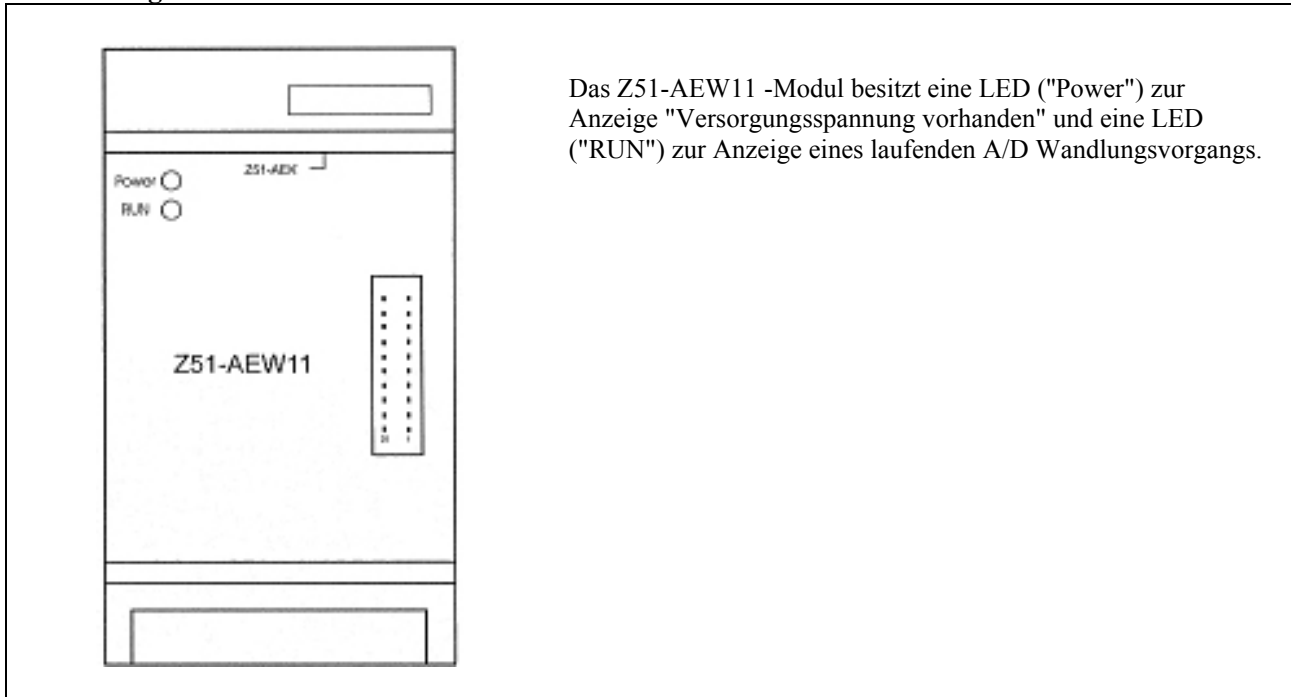 Power
Z51-AEX
RUN
Z51-AEW11
Das Z51-AEW11 -Modul besitzt eine LED ("Power") zur
Anzeige "Versorgungsspannung vorhanden" und eine LED
("RUN") zur Anzeige eines laufenden A/D Wandlungsvorgangs.